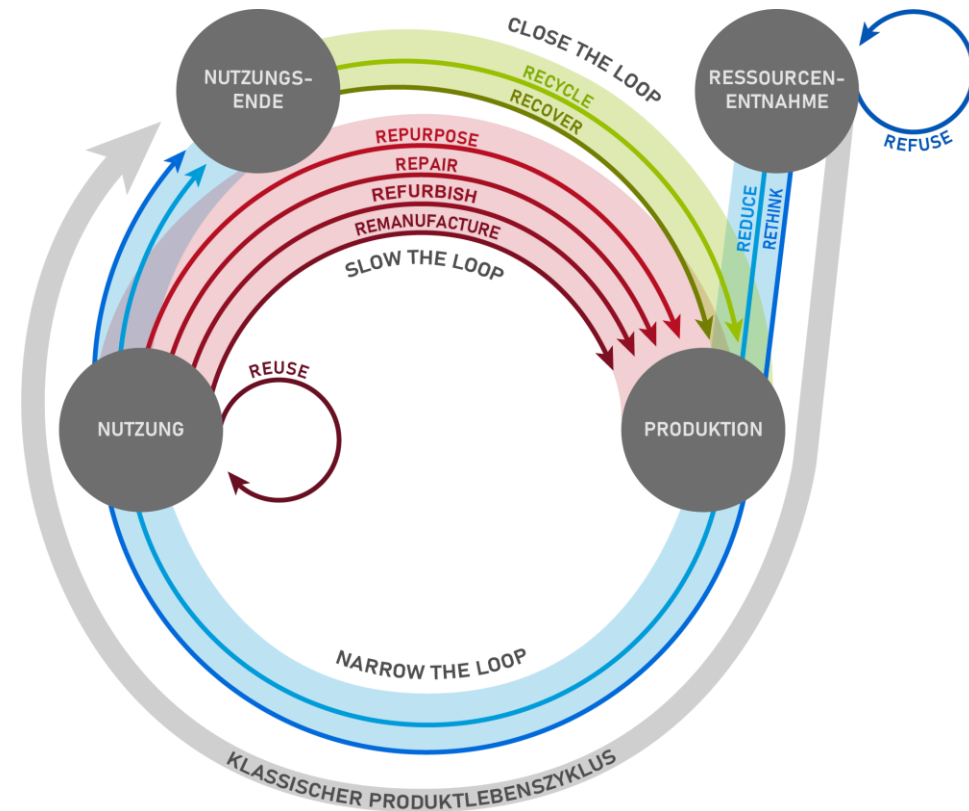 CLOSE THE LOOP
NUTZUNGS-
ENDE
RESSOURCEN-
ENTNAHME
RECYCLE
RECOVER
REFUSE
REPURPOSE
REPAIR
REFURBISH
REMANUFACTURE
SLOW THE LOOP
REDUCE
RETHINK
REUSE
NUTZUNG
PRODUKTION
NARROW THE LOOP
KLASSISCHER PRODUKTLEBENSZYKLUS